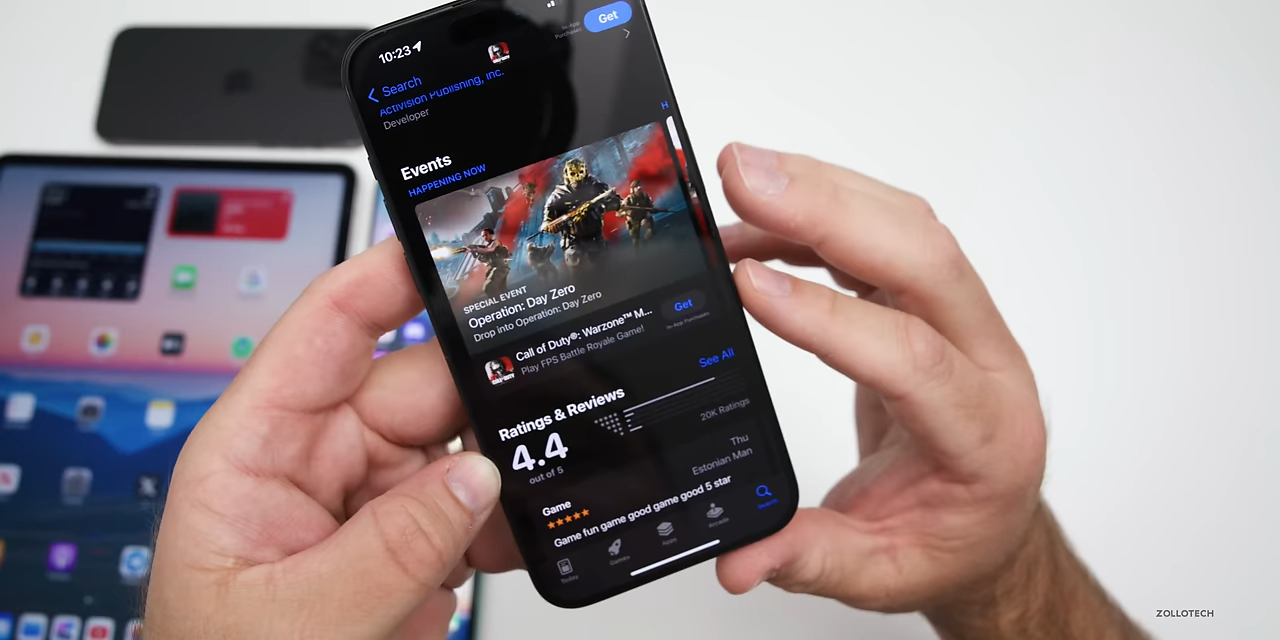 10:23
Get
In-App
Purchases
Search
Activision Publishing, Inc.
Developer
H
Events
HAPPENING NOW
SPECIAL EVENT
Operation: Day Zero
Drop into Operation: Day Zero
Call of Duty®: Warzone™ M...
Play FPS Battle Royale Game!
Get
In-App Purchases
Ratings & Reviews
See All
4.4
out of 5
20K Ratings
Game
Thu
Estonian Man
Game fun game good game good 5 star
Today
Games
Apps
Arcade
Search
ZOLLOTECH